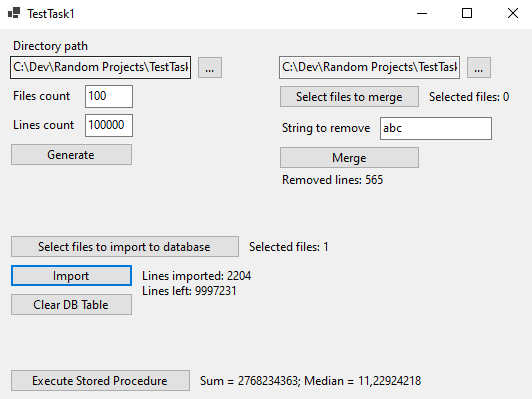 TestTask1
Directory path
C:\Dev\Random Projects\TestTask
...
Files count 100
Lines count 100000
Generate
C:\Dev\Random Projects\TestTask
...
Select files to merge Selected files: 0
String to remove abc
Merge
Removed lines: 565
Select files to import to database Selected files: 1
Import Lines imported: 2204
Lines left: 9997231
Clear DB Table
Execute Stored Procedure Sum = 2768234363; Median = 11,22924218